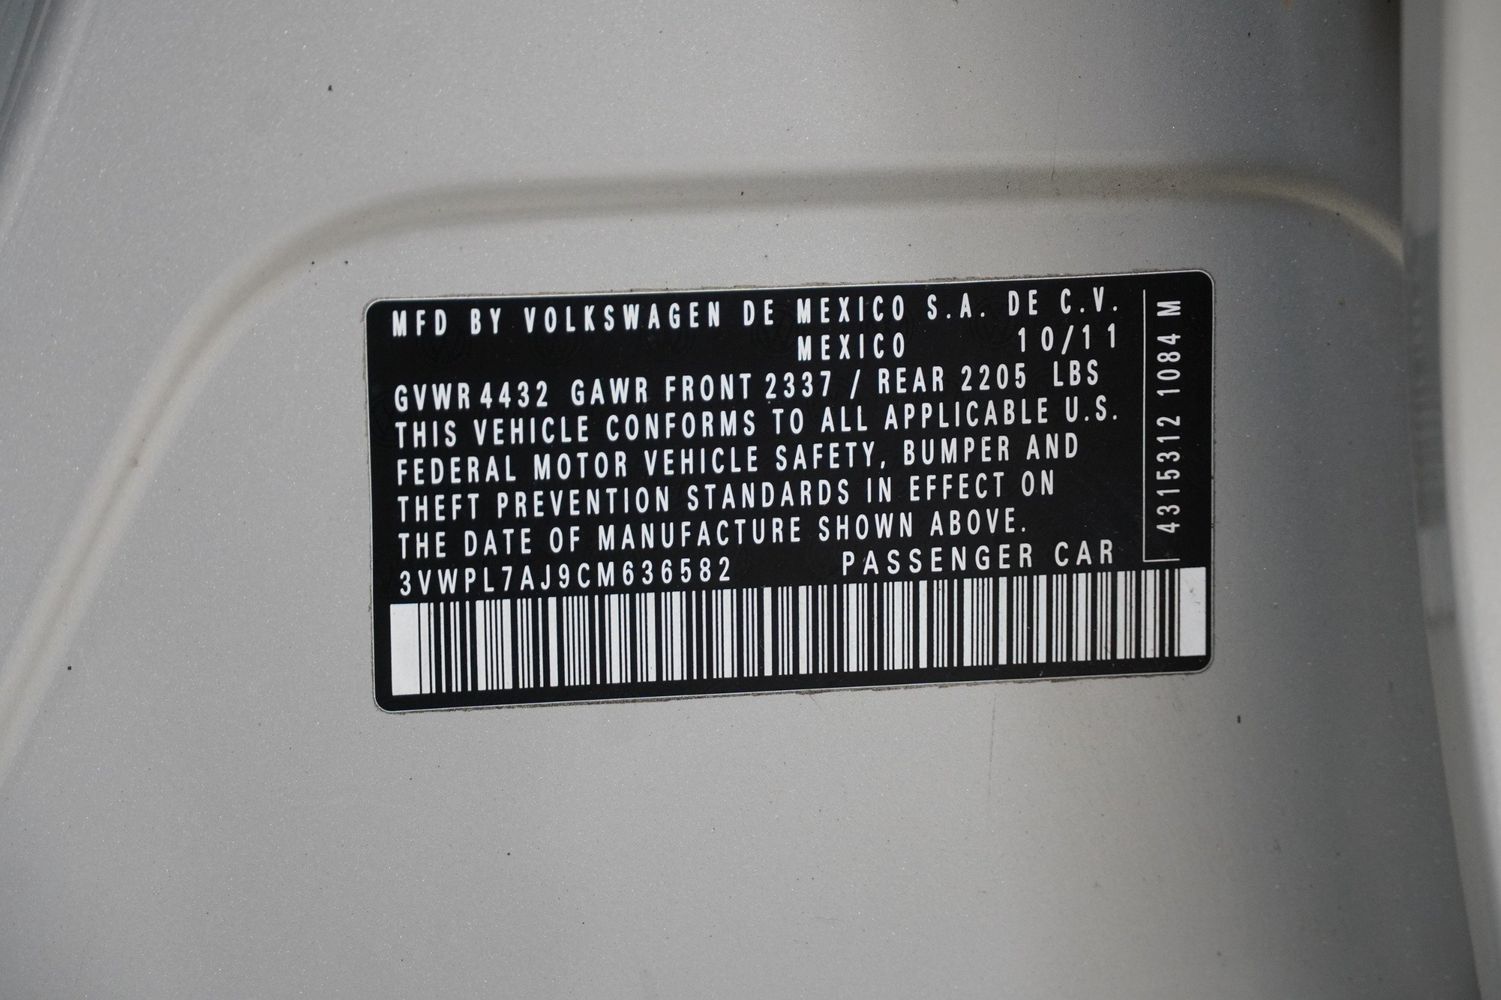 MFD BY VOLKSWAGEN DE MEXICO S.A. DE C.V.
MEXICO 10/11
GVWR 4432 GAWR FRONT 2337 / REAR 2205 LBS
THIS VEHICLE CONFORMS TO ALL APPLICABLE U.S.
FEDERAL MOTOR VEHICLE SAFETY, BUMPER AND
THEFT PREVENTION STANDARDS IN EFFECT ON
THE DATE OF MANUFACTURE SHOWN ABOVE.
3VWPL7AJ9CM636582 PASSENGER CAR
4315312 1084 M